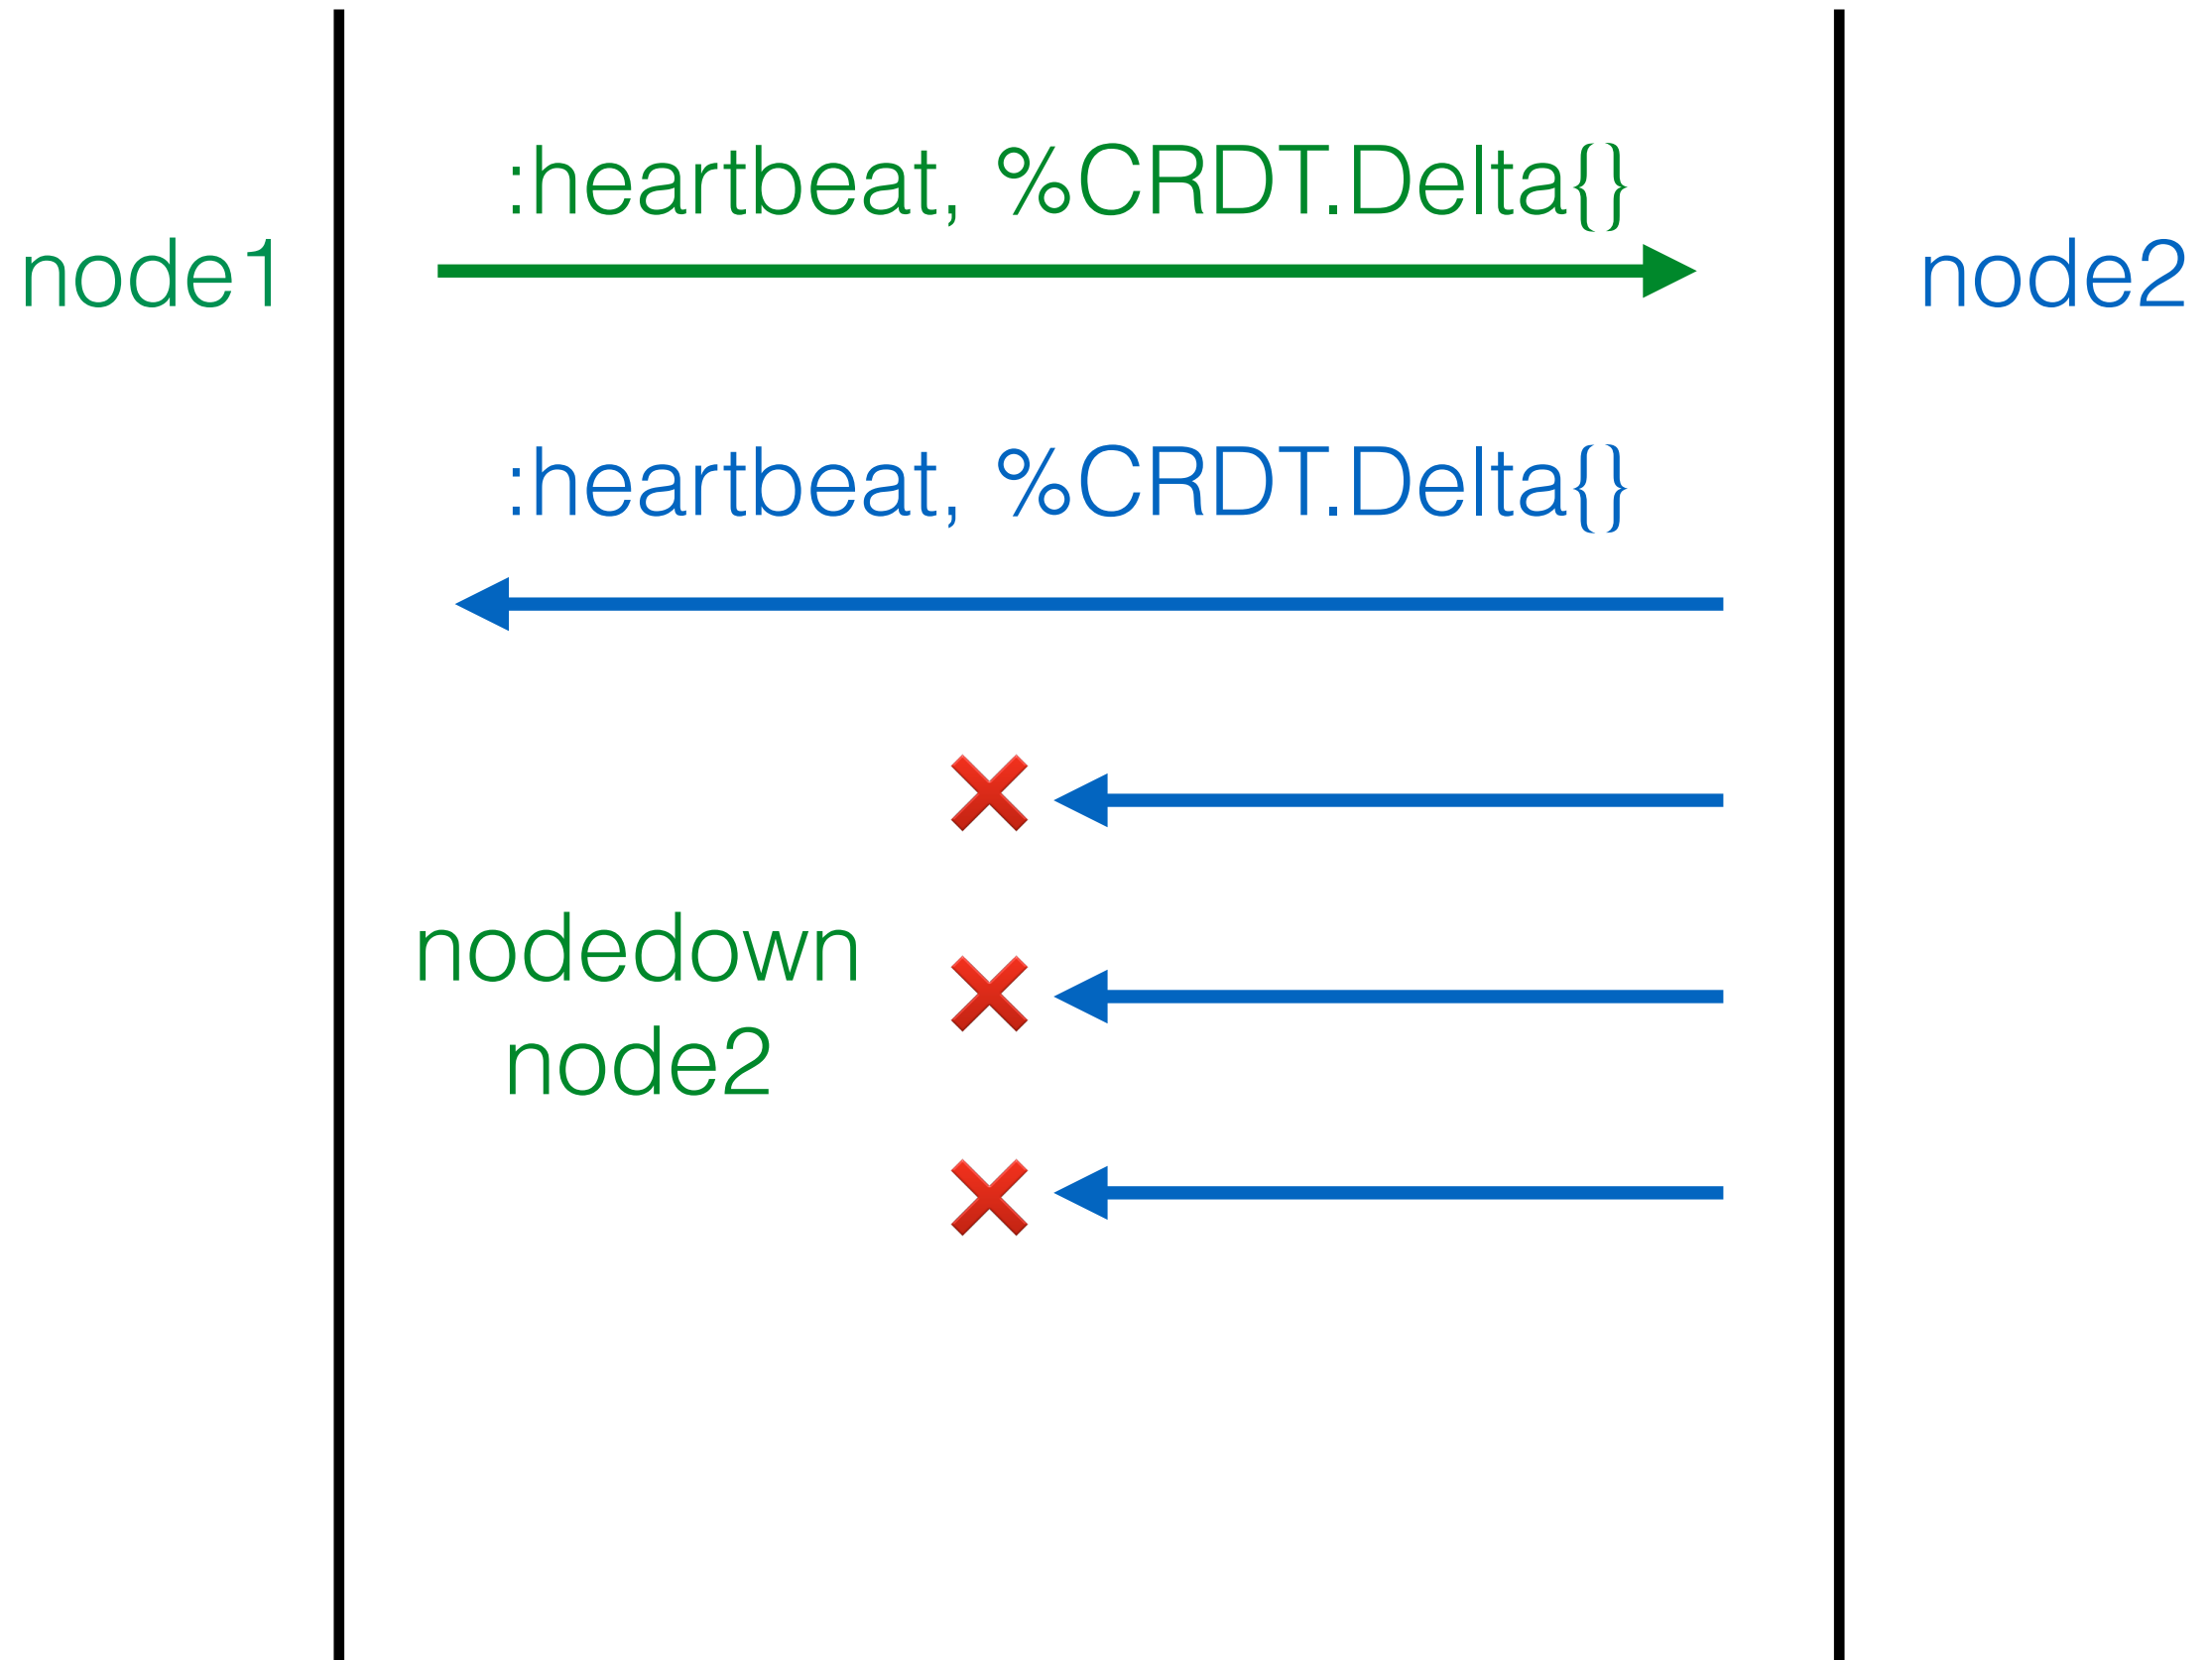 :heartbeat, %CRDT.Delta{}
node1
node2
:heartbeat, %CRDT.Delta{}
nodedown
node2